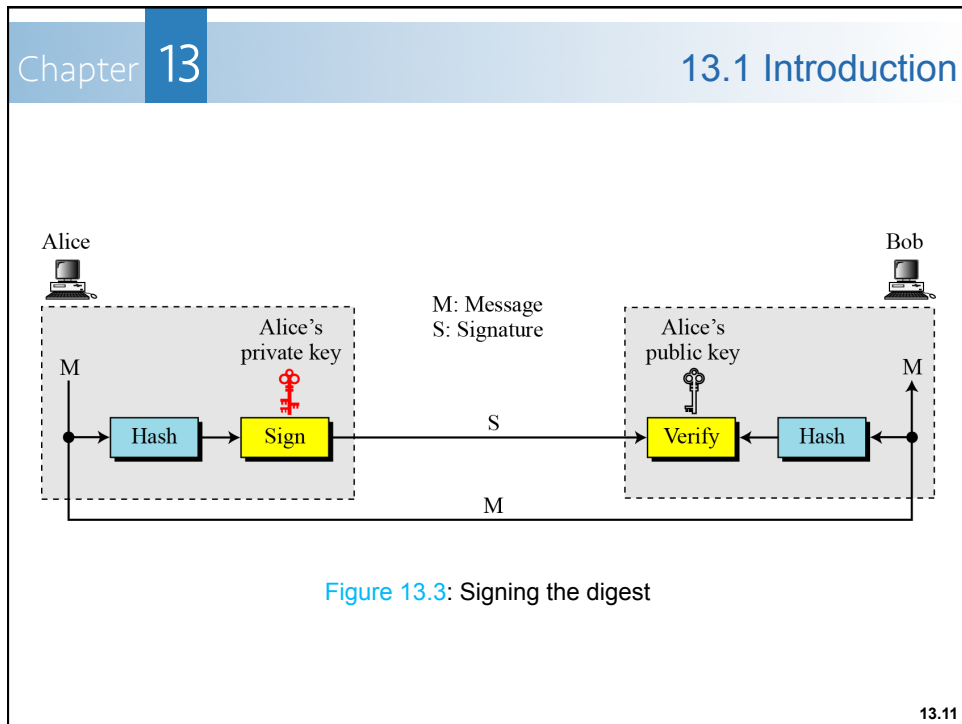 Chapter 13
13.1 Introduction
Alice
Bob
M: Message
S: Signature
Alice’s
private key
Alice’s
public key
M
M
Hash
Sign
S
Verify
Hash
M
Figure 13.3: Signing the digest
13.11